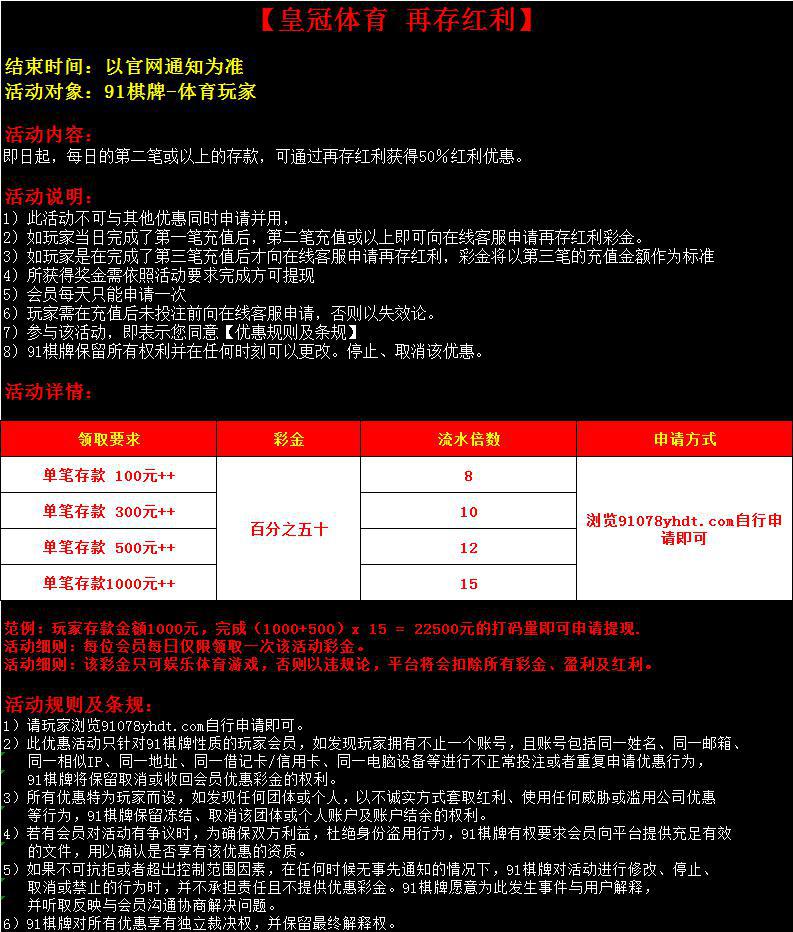 【皇冠体育 再存红利】
结束时间：以官网通知为准
活动对象：91棋牌-体育玩家
活动内容：
即日起，每日的第二笔或以上的存款，可通过再存红利获得50%红利优惠。
活动说明：
1）此活动不可与其他优惠同时申请并用，
2）如玩家当日完成了第一笔充值后，第二笔充值或以上即可向在线客服申请再存红利彩金。
3）如玩家是在完成了第三笔充值后才向在线客服申请再存红利，彩金将以第三笔的充值金额作为标准
4）所获得奖金需依照活动要求完成方可提现
5）会员每天只能申请一次
6）玩家需在充值后未投注前向在线客服申请，否则以失效论。
7）参与该活动，即表示您同意【优惠规则及条规】
8）91棋牌保留所有权利并在任何时刻可以更改。停止、取消该优惠。
活动详情：
领取要求 彩金 流水倍数 申请方式
单笔存款 100元++ 8
单笔存款 300元++ 10
百分之五十
浏览91078yhdt.com自行申
请即可
单笔存款 500元++ 12
单笔存款1000元++ 15
范例：玩家存款金额1000元，完成（1000+500）x 15 = 22500元的打码量即可申请提现.
活动细则：每位会员每日仅限领取一次该活动彩金。
活动细则：该彩金只可娱乐体育游戏，否则以违规论，平台将会扣除所有彩金、盈利及红利。
活动规则及条规：
1）请玩家浏览91078yhdt.com自行申请即可。
2）此优惠活动只针对91棋牌性质的玩家会员，如发现玩家拥有不止一个账号，且账号包括同一姓名、同一邮箱、
同一相似IP、同一地址、同一借记卡/信用卡、同一电脑设备等进行不正常投注或者重复申请优惠行为，
91棋牌将保留取消或收回会员优惠彩金的权利。
3）所有优惠特为玩家而设，如发现任何团体或个人，以不诚实方式套取红利、使用任何威胁或滥用公司优惠
等行为，91棋牌保留冻结、取消该团体或个人账户及账户结余的权利。
4）若有会员对活动有争议时，为确保双方利益，杜绝身份盗用行为，91棋牌有权要求会员向平台提供充足有效
的文件，用以确认是否享有该优惠的资质。
5）如果不可抗拒或者超出控制范围因素，在任何时候无事先通知的情况下，91棋牌对活动进行修改、停止、
取消或禁止的行为时，并不承担责任且不提供优惠彩金。91棋牌愿意为此发生事件与用户解释，
并听取反映与会员沟通协商解决问题。
6）91棋牌对所有优惠享有独立裁决权，并保留最终解释权。